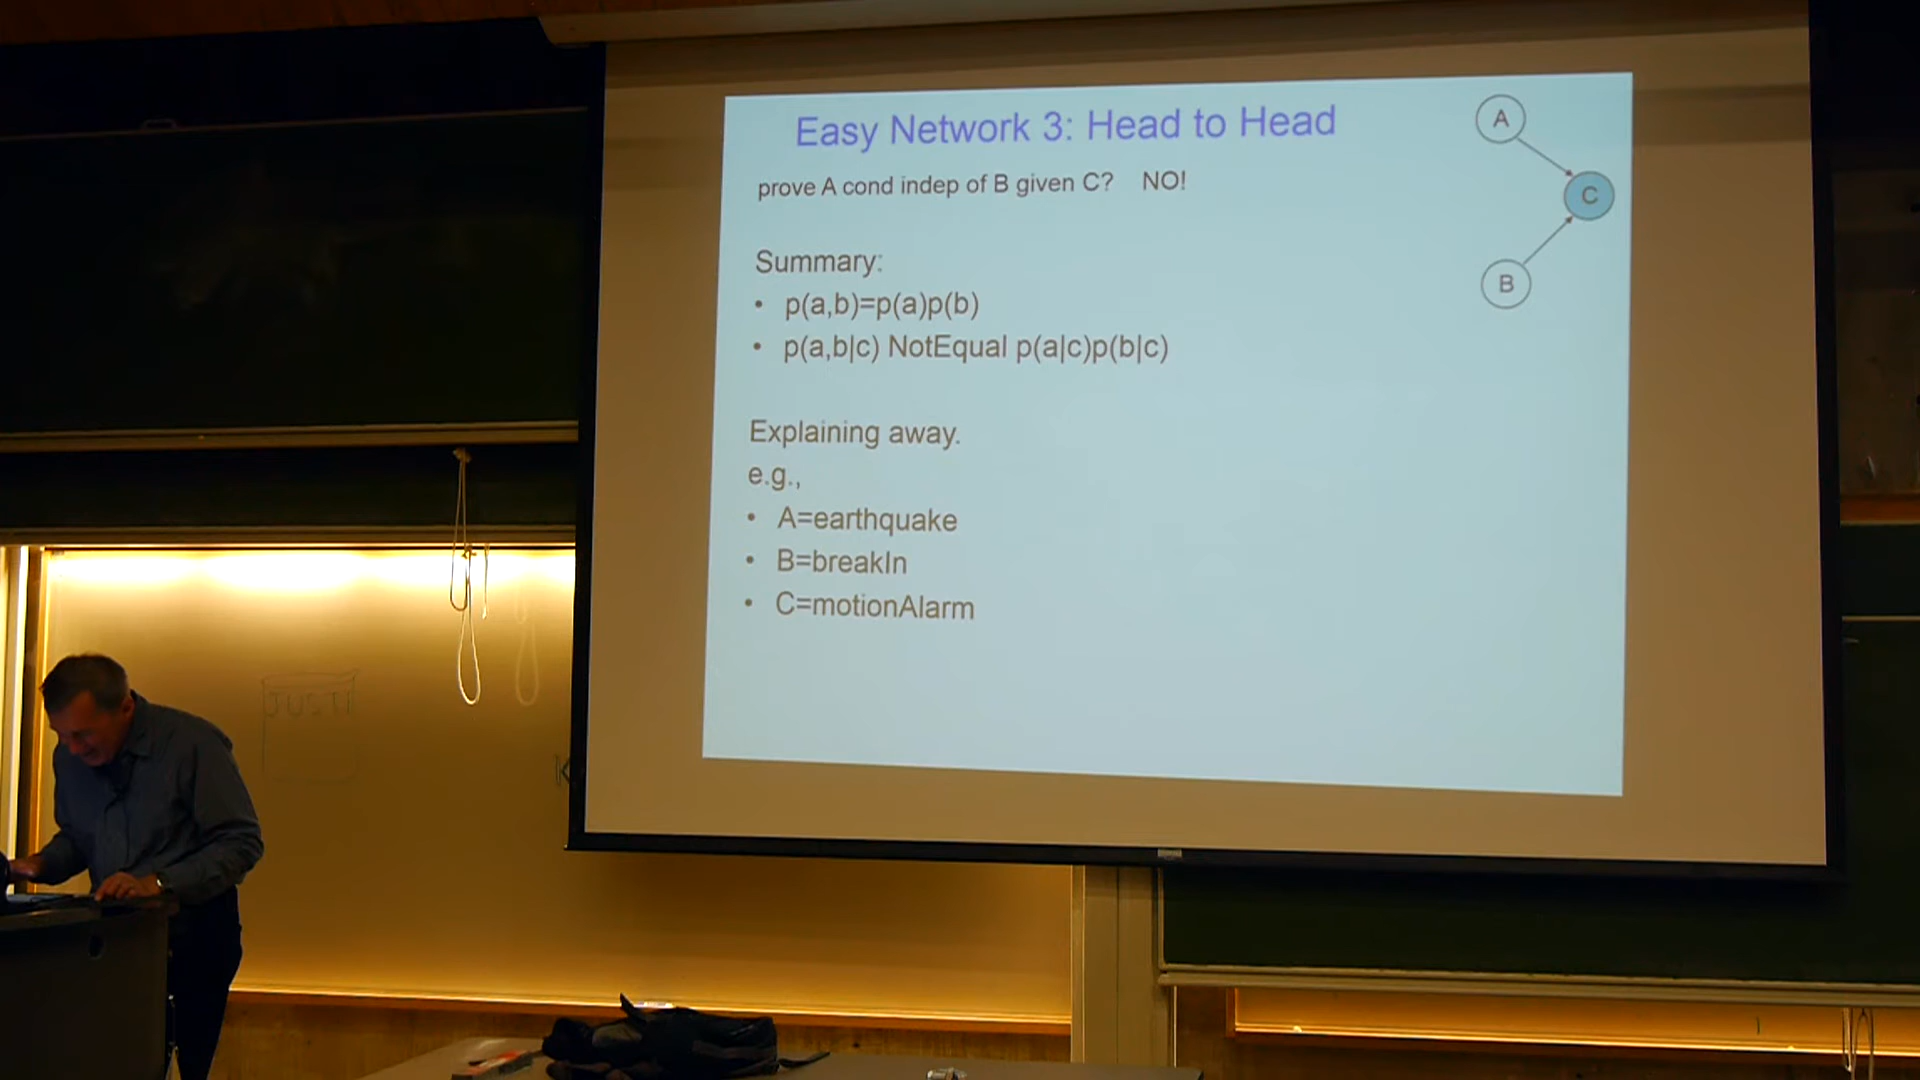 Easy Network 3: Head to Head
prove A cond indep of B given C? NO!
Summary:
• p(a,b)=p(a)p(b)
• p(a,b|c) NotEqual p(a|c)p(b|c)
Explaining away.
e.g.,
• A=earthquake
• B=breakIn
• C=motionAlarm
A
C
B
K